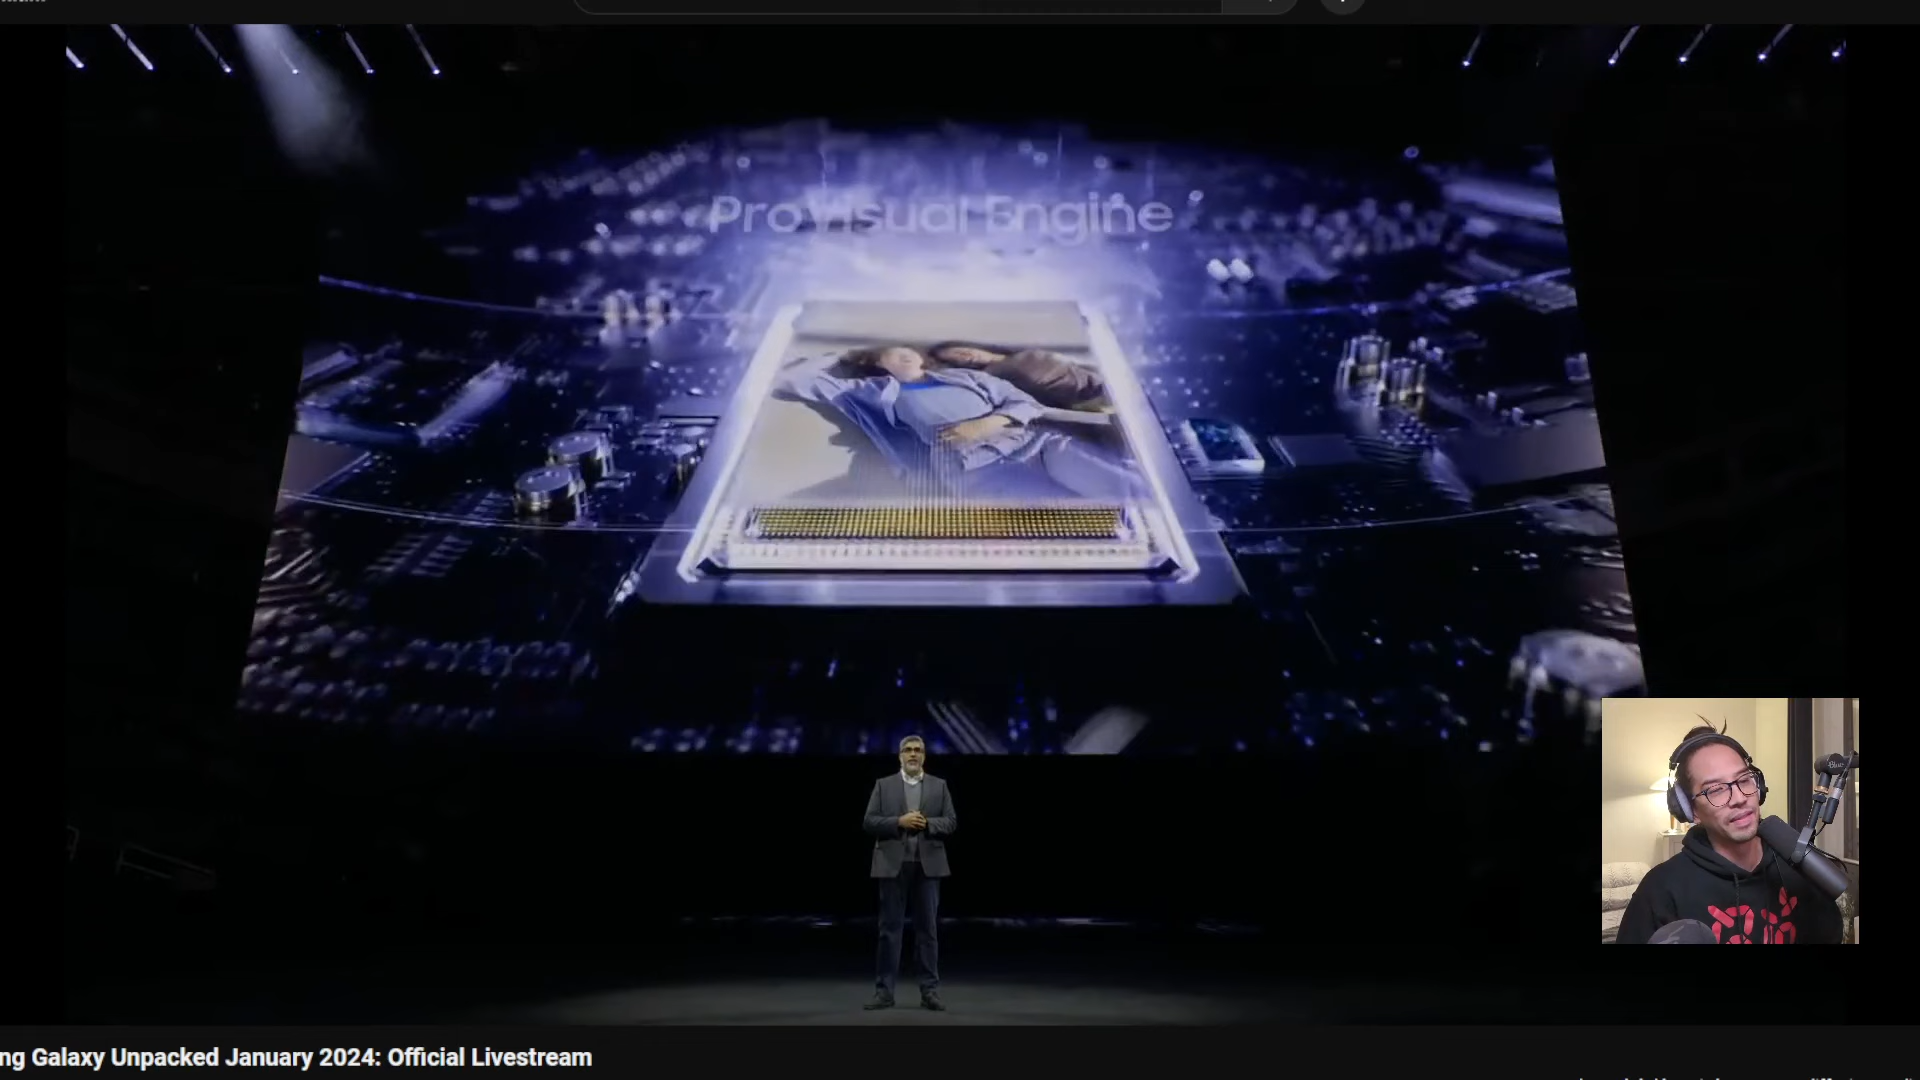 ProVisual Engine
ng Galaxy Unpacked January 2024: Official Livestream